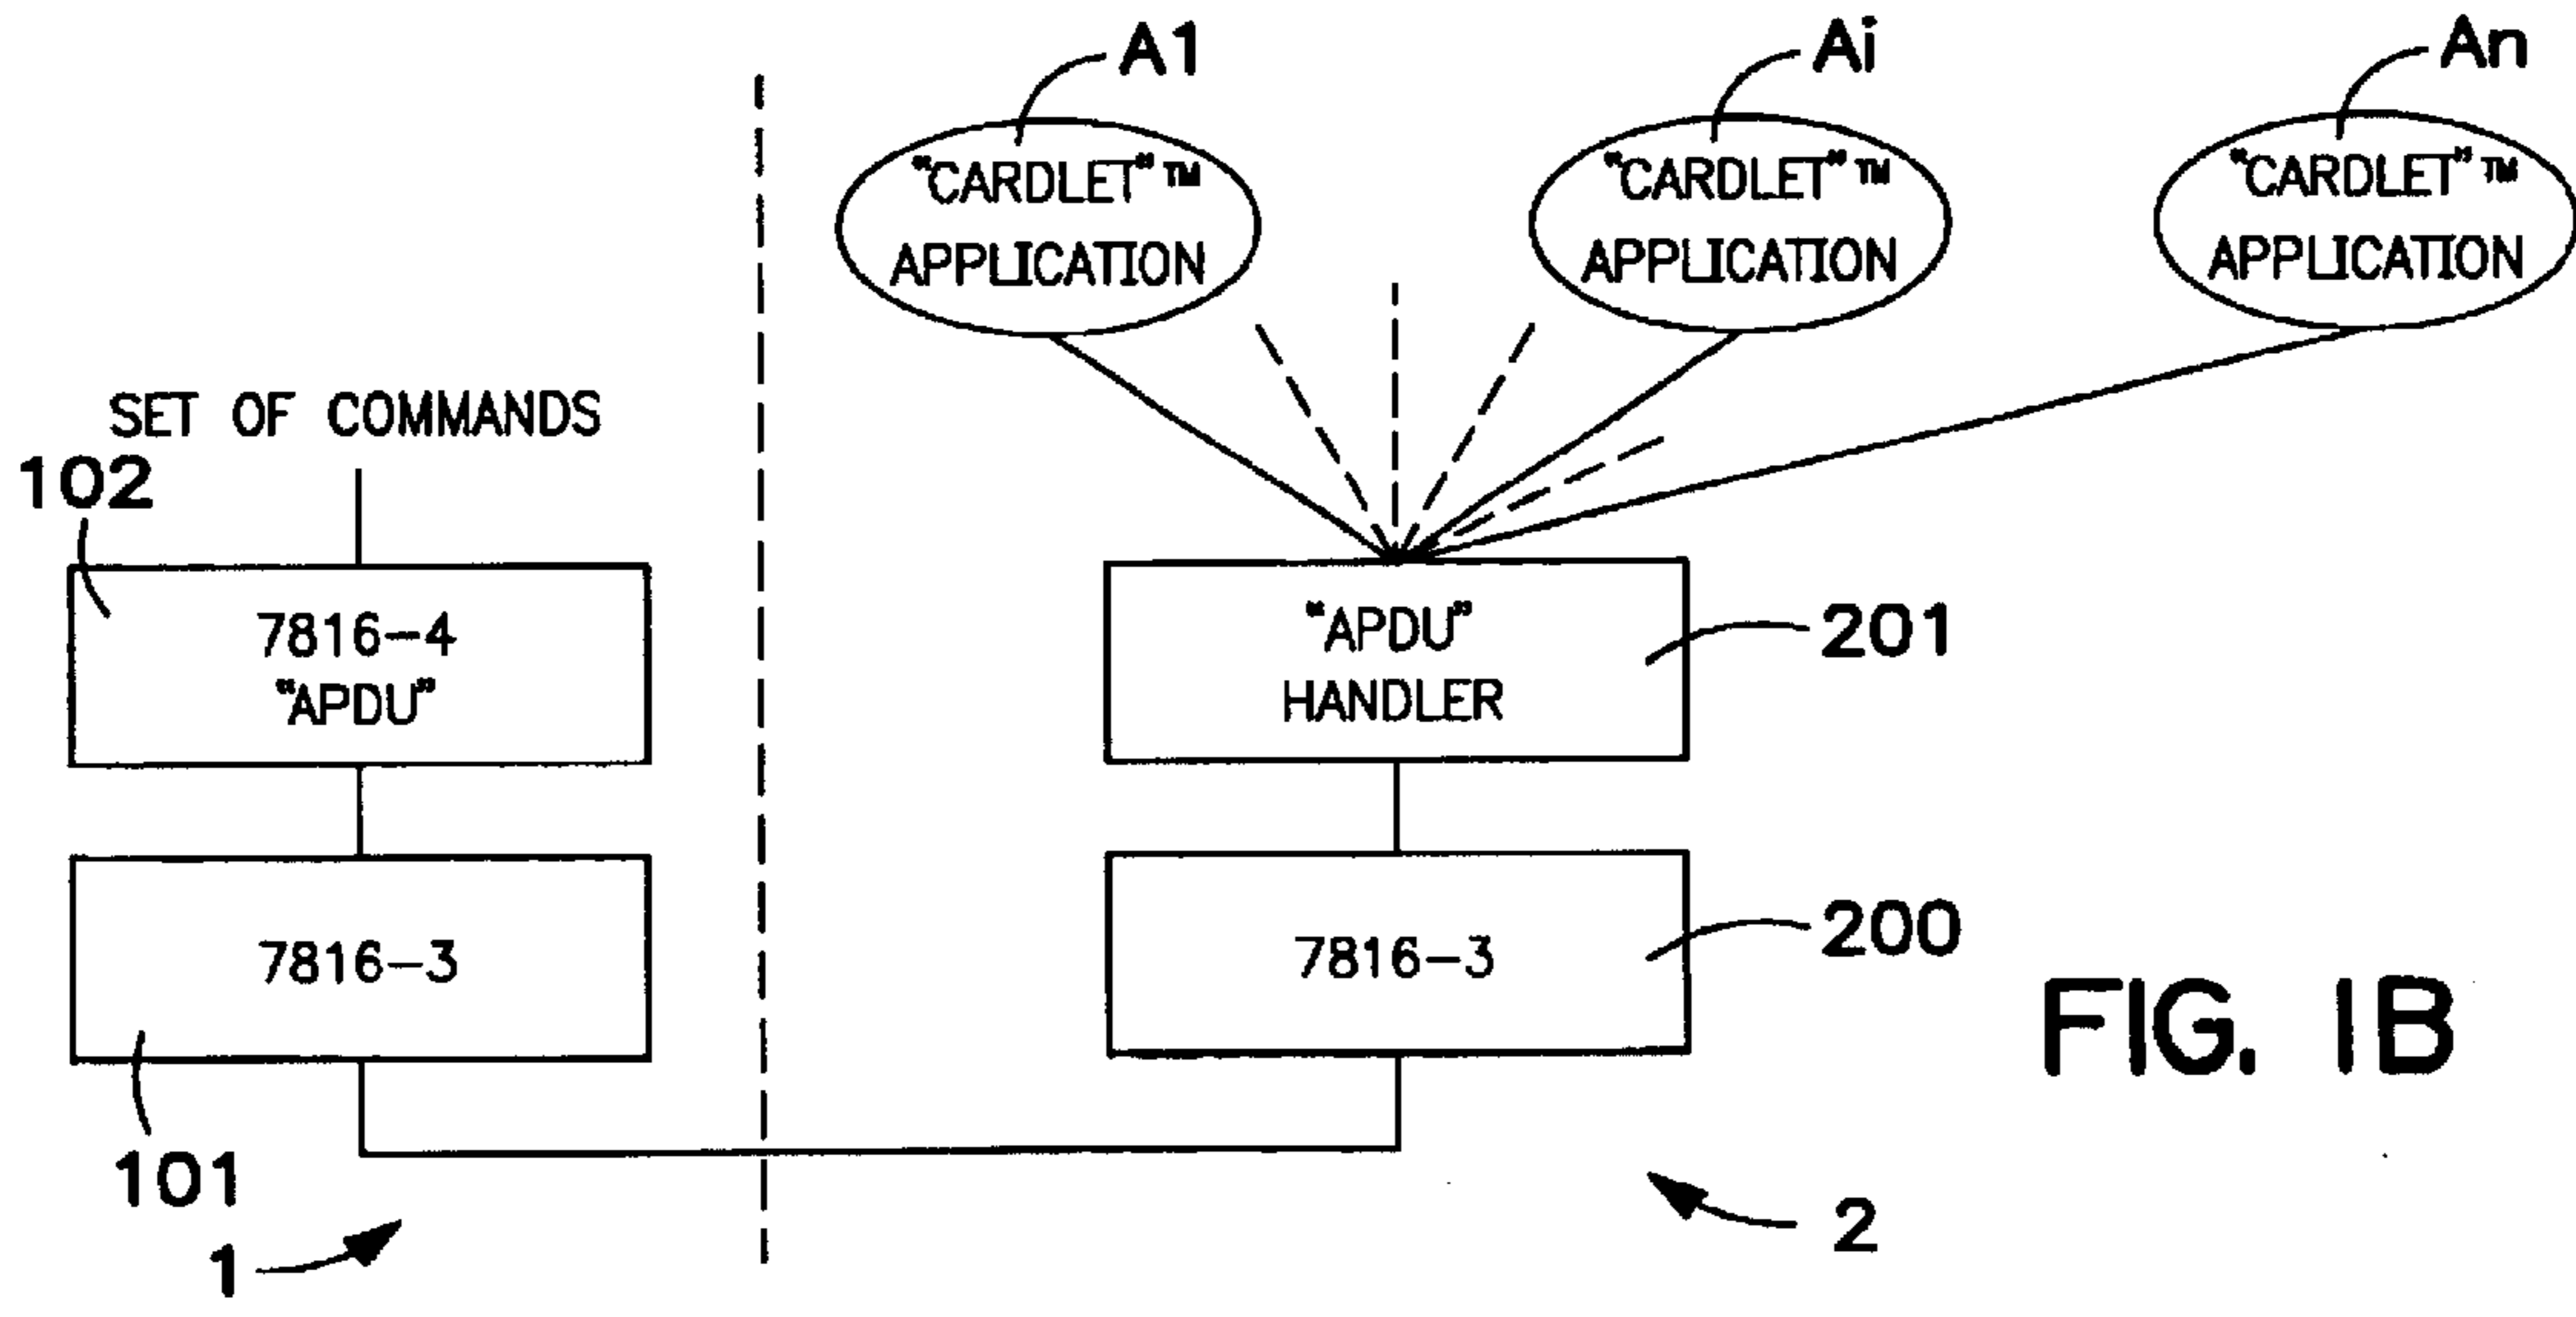 A1
Ai
An
"CARDLET"™
APPLICATION
"CARDLET"™
APPLICATION
"CARDLET"™
APPLICATION
SET OF COMMANDS
102
7816-4
"APDU"
"APDU"
HANDLER
201
7816-3
101
7816-3
200
1
2
FIG. 1B